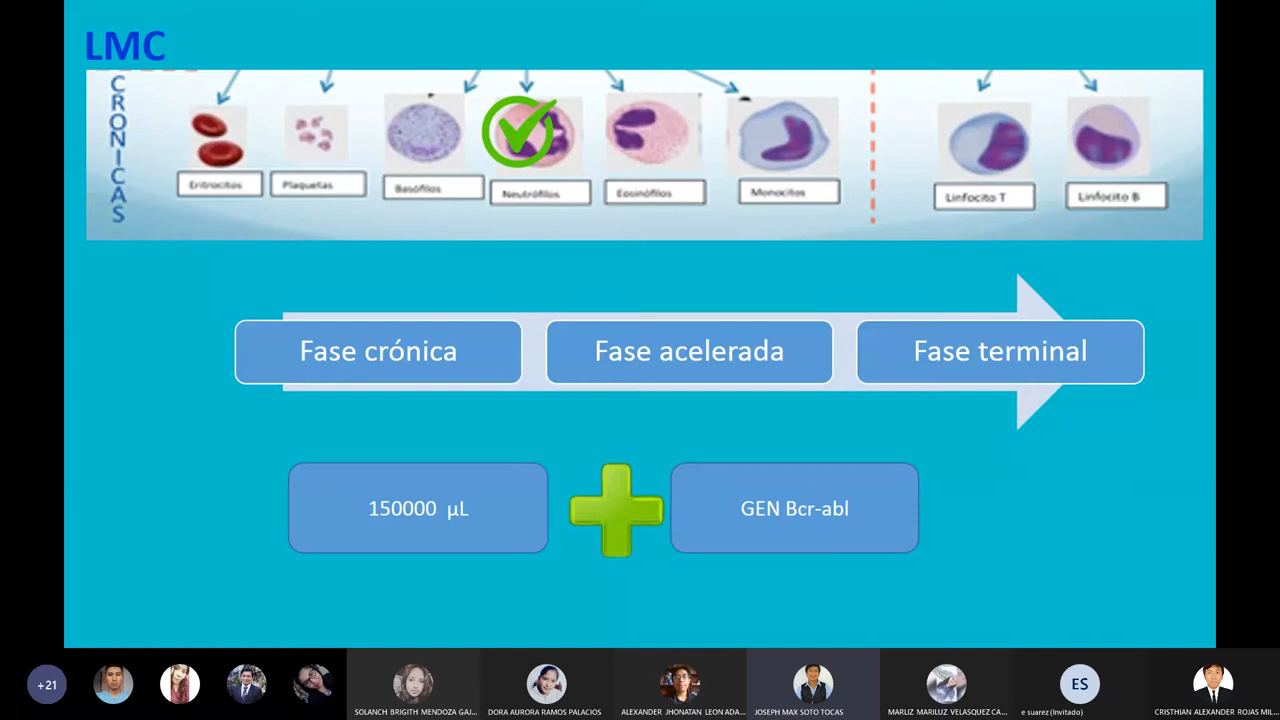 LMC
CRONICAS
Eritrocitos
Plaquetas
Basófilos
Neutrófilos
Eosinófilos
Monocitos
Linfocito T
Linfocito B
Fase crónica
Fase acelerada
Fase terminal
150000 µL
GEN Bcr-abl
+21
SOLANCH BRIGITH MENDOZA GAJ...
DORA AURORA RAMOS PALACIOS
ALEXANDER JHONATAN LEON ADA...
JOSEPH MAX SOTO TOCAS
MARLIZ MARILUZ VELASQUEZ CA...
ES
e suarez (Invitado)
CRISTHIAN ALEXANDER ROJAS MIL...